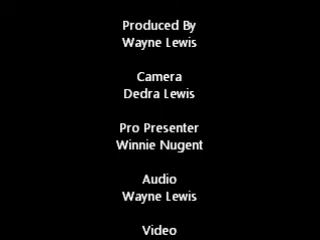 Produced By
Wayne Lewis
Camera
Dedra Lewis
Pro Presenter
Winnie Nugent
Audio
Wayne Lewis
Video